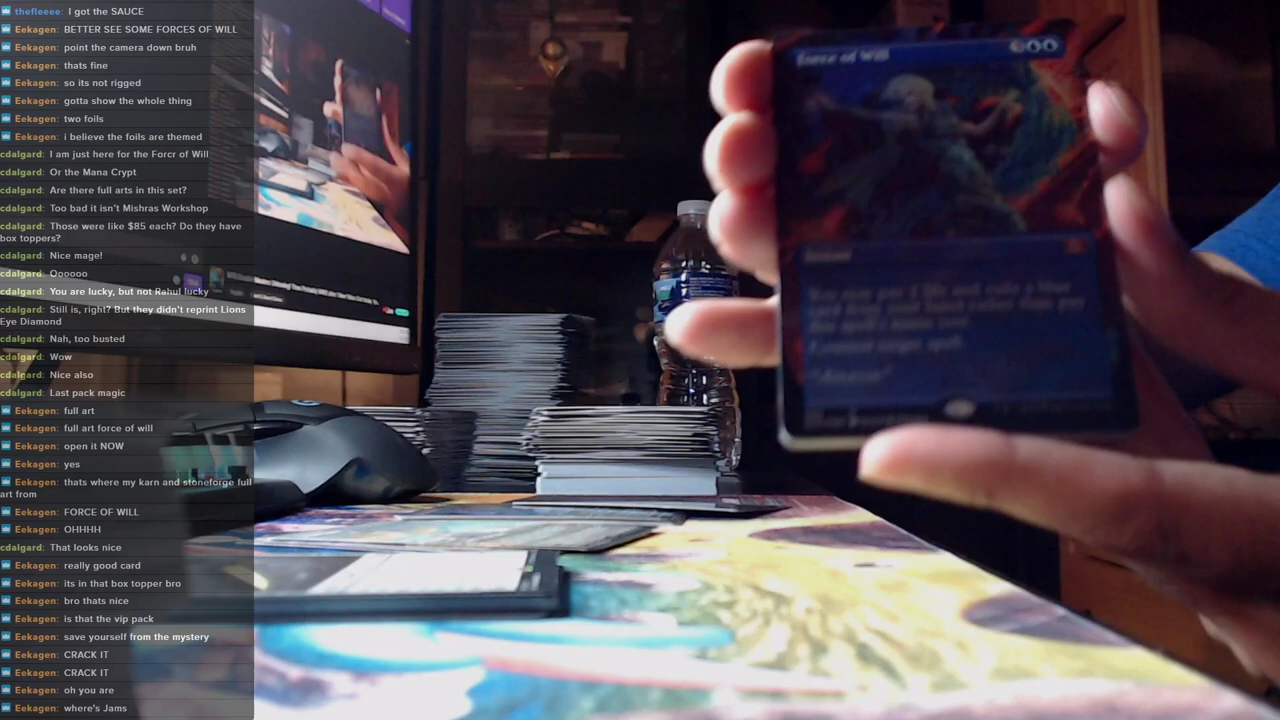 thefleeee: I got the SAUCE
Eekagen: BETTER SEE SOME FORCES OF WILL
Eekagen: point the camera down bruh
Eekagen: thats fine
Eekagen: so its not rigged
Eekagen: gotta show the whole thing
Eekagen: two foils
Eekagen: i believe the foils are themed
cdalgard: I am just here for the Forcr of Will
cdalgard: Or the Mana Crypt
cdalgard: Are there full arts in this set?
cdalgard: Too bad it isn't Mishras Workshop
cdalgard: Those were like $85 each? Do they have
box toppers?
cdalgard: Nice mage!
cdalgard: Oooooo
cdalgard: You are lucky, but not Rahul lucky
cdalgard: Still is, right? But they didn't reprint Lions
Eye Diamond
cdalgard: Nah, too busted
cdalgard: Wow
cdalgard: Nice also
cdalgard: Last pack magic
Eekagen: full art
Eekagen: full art force of will
Eekagen: open it NOW
Eekagen: yes
Eekagen: thats where my karn and stoneforge full
art from
Eekagen: FORCE OF WILL
Eekagen: OHHHH
cdalgard: That looks nice
Eekagen: really good card
Eekagen: its in that box topper bro
Eekagen: bro thats nice
Eekagen: is that the vip pack
Eekagen: save yourself from the mystery
Eekagen: CRACK IT
Eekagen: CRACK IT
Eekagen: oh you are
Eekagen: where's Jams
Force of Will